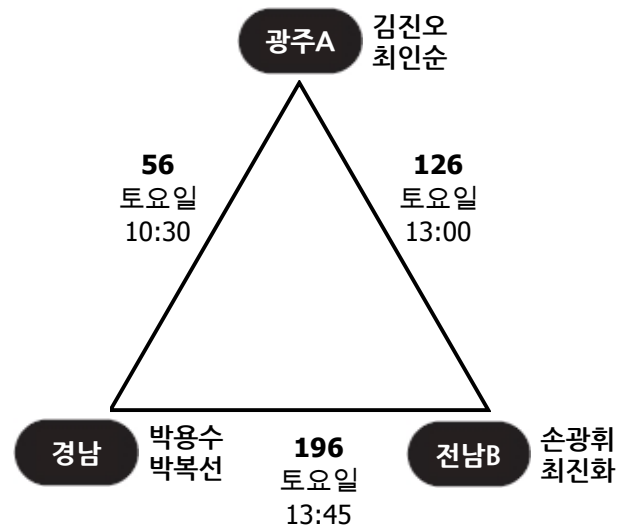 광주A
김진오
최인순
56
토요일
10:30
126
토요일
13:00
경남
박용수
박복선
196
토요일
13:45
전남B
손광휘
최진화